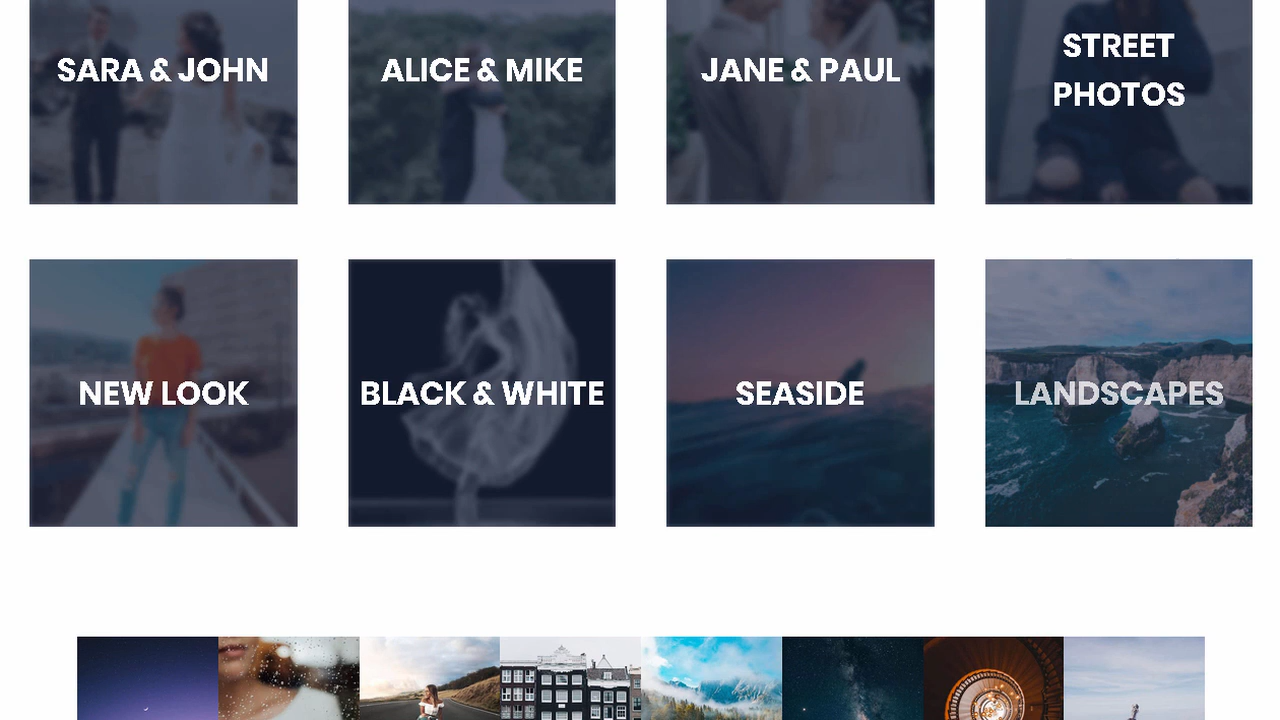 SARA & JOHN
ALICE & MIKE
JANE & PAUL
STREET
PHOTOS
NEW LOOK
BLACK & WHITE
SEASIDE
LANDSCAPES